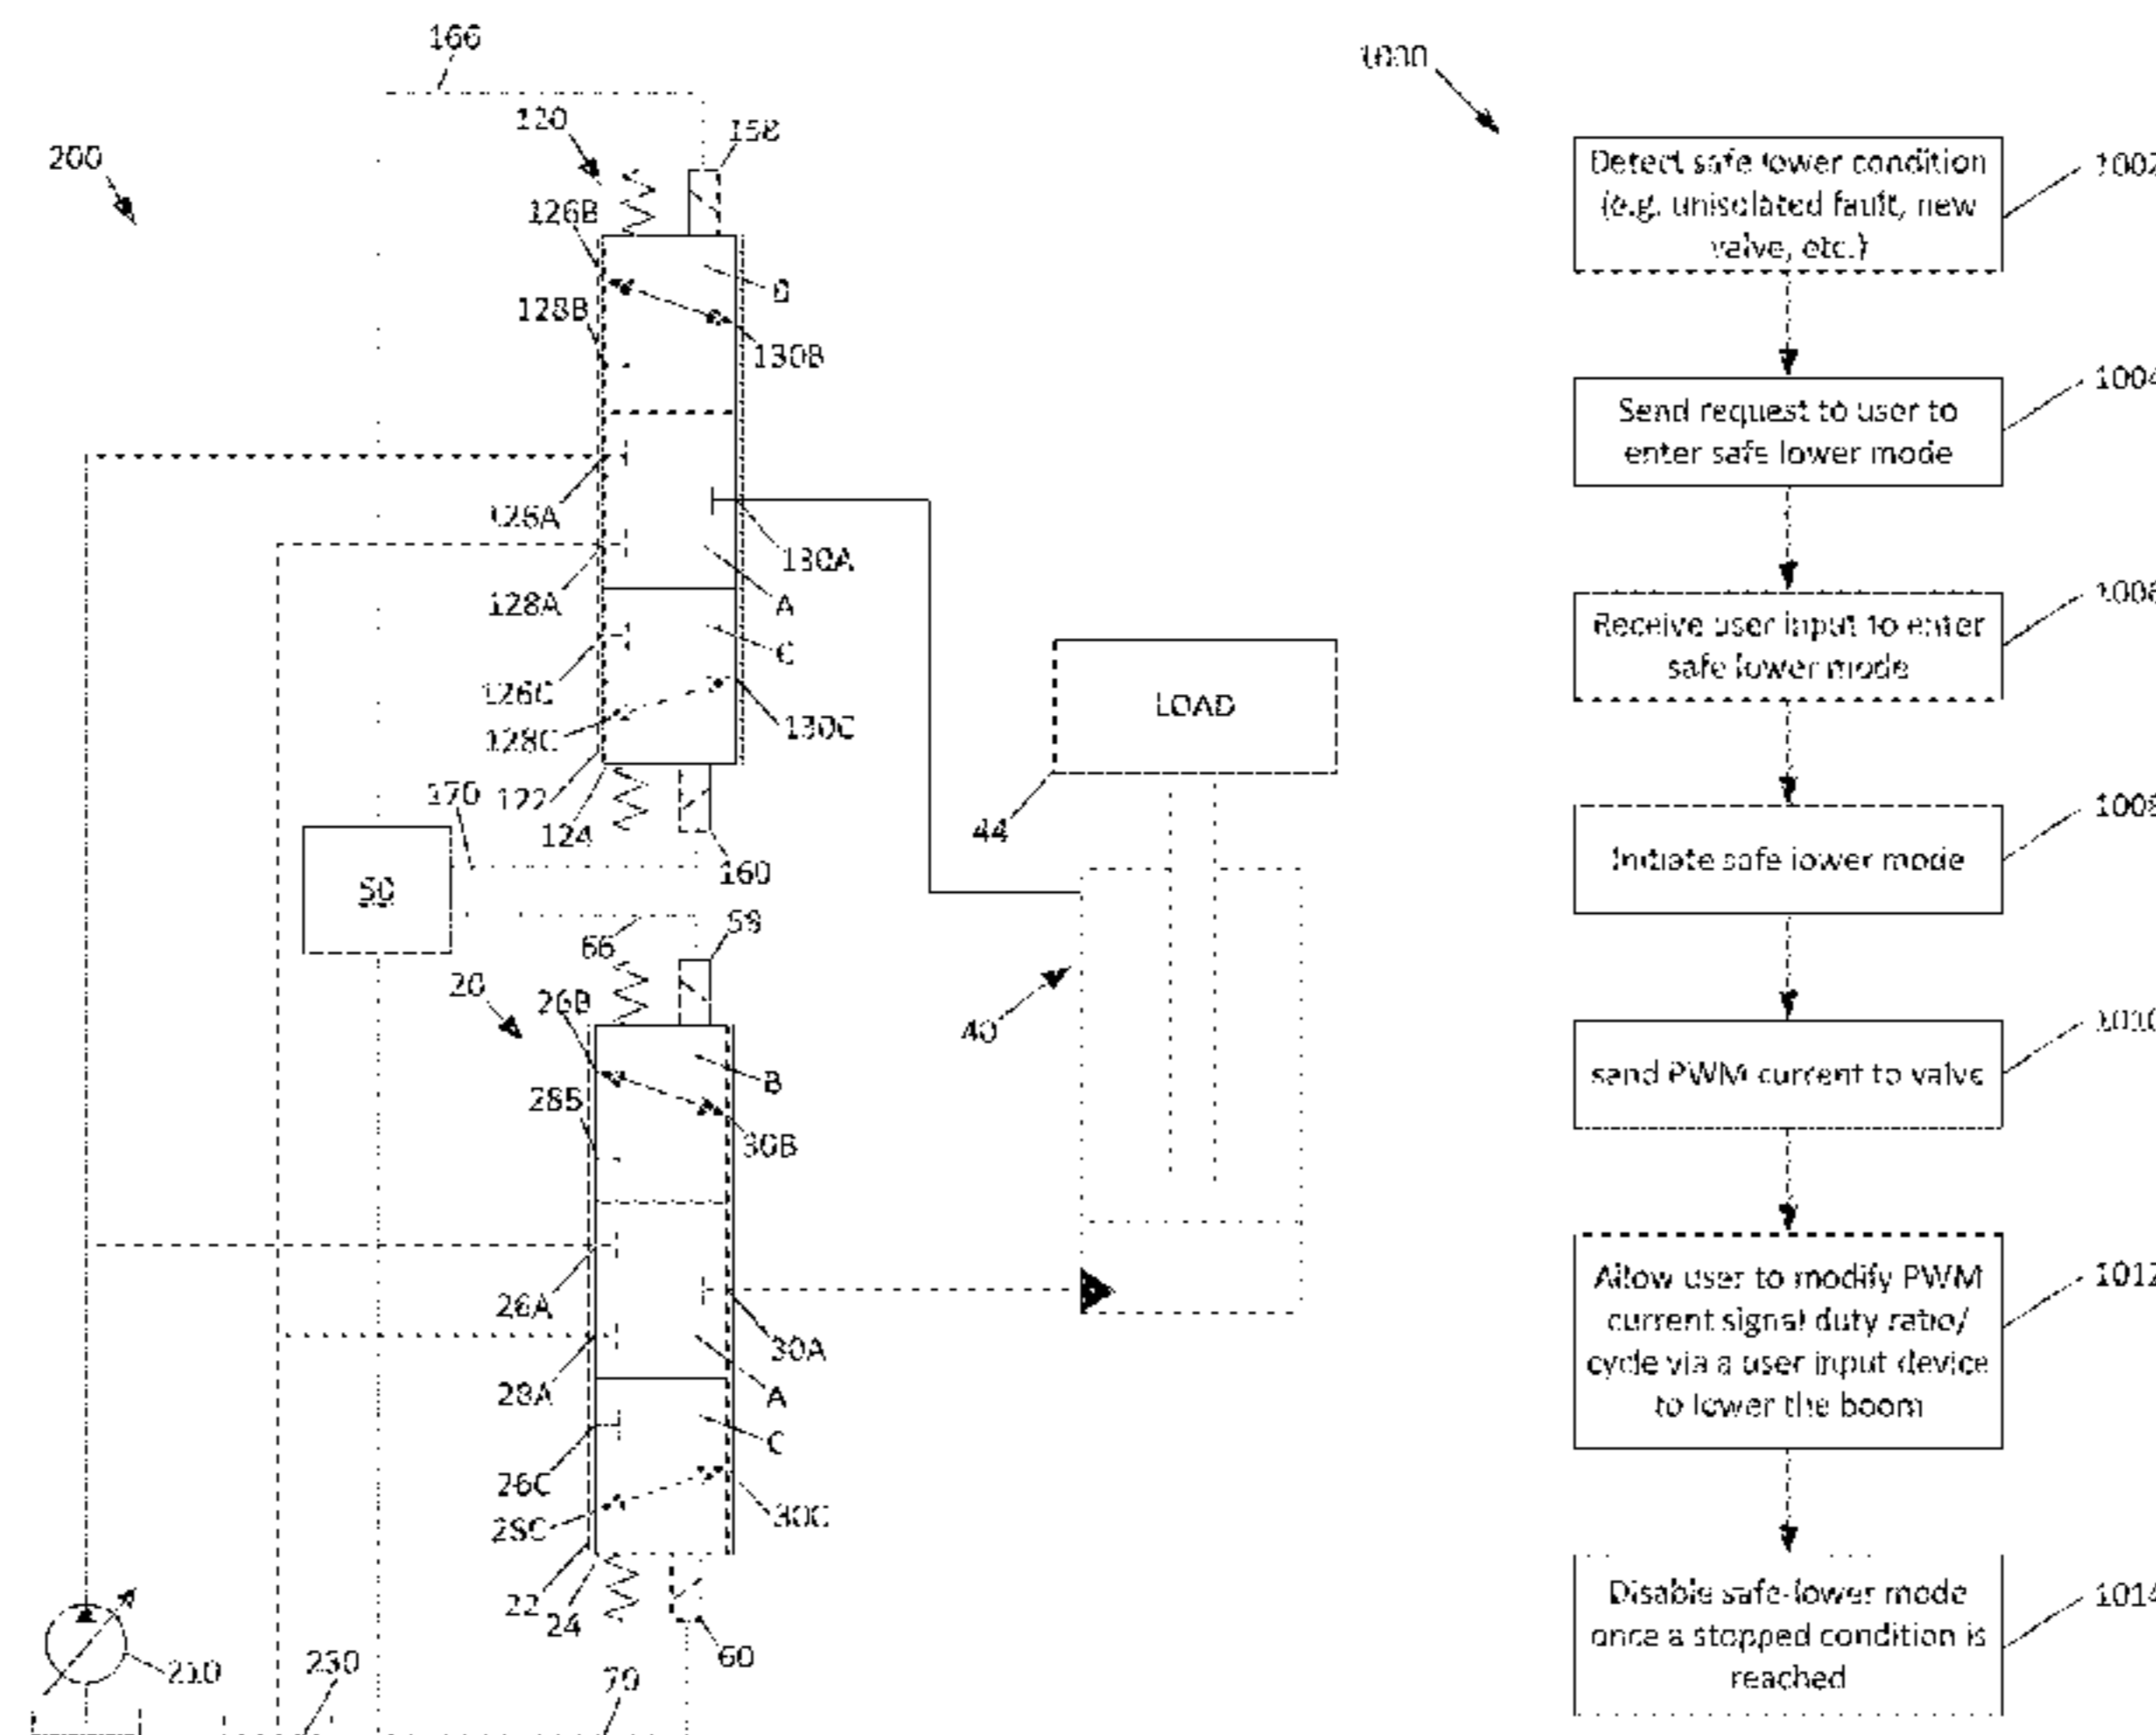 166
120
158
200
126B
128B
B
130B
126A
130A
128A
A
C
126C
130C
128C
122
170
124
160
50
LOAD
44
40
66
58
20
26B
B
28B
30B
26A
30A
28A
A
C
26C
28C
30C
22
24
60
210
230
70
1000
Detect safe lower condition
(e.g. unisolated fault, new
valve, etc.)
1002
Send request to user to
enter safe lower mode
1004
Receive user input to enter
safe lower mode
1006
Initiate safe lower mode
1008
send PWM current to valve
1010
Allow user to modify PWM
current signal duty ratio/
cycle via a user input device
to lower the boom
1012
Disable safe-lower mode
once a stopped condition is
reached
1014